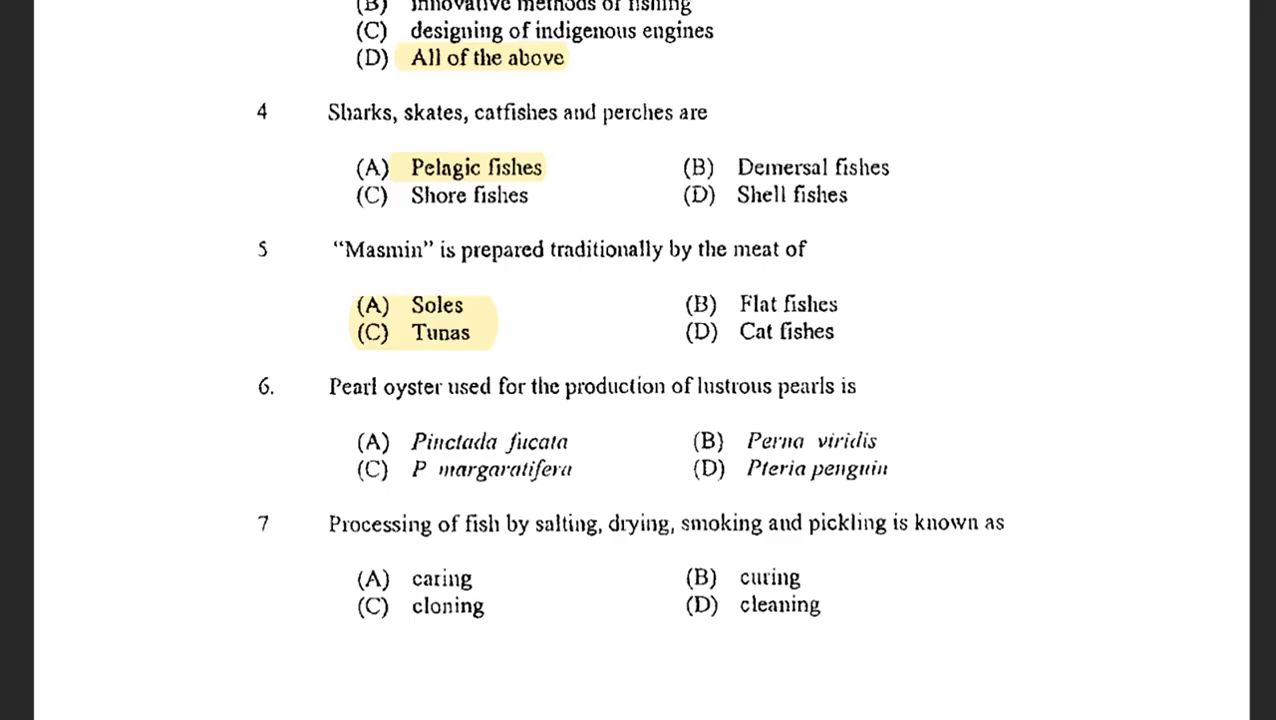 (B) innovative methods of fishing
(C) designing of indigenous engines
(D) All of the above
4 Sharks, skates, catfishes and perches are
(A) Pelagic fishes (B) Demersal fishes
(C) Shore fishes (D) Shell fishes
5 “Masmin” is prepared traditionally by the meat of
(A) Soles (B) Flat fishes
(C) Tunas (D) Cat fishes
6. Pearl oyster used for the production of lustrous pearls is
(A) Pinctada fucata (B) Perna viridis
(C) P margaratifera (D) Pteria penguin
7 Processing of fish by salting, drying, smoking and pickling is known as
(A) caring (B) curing
(C) cloning (D) cleaning